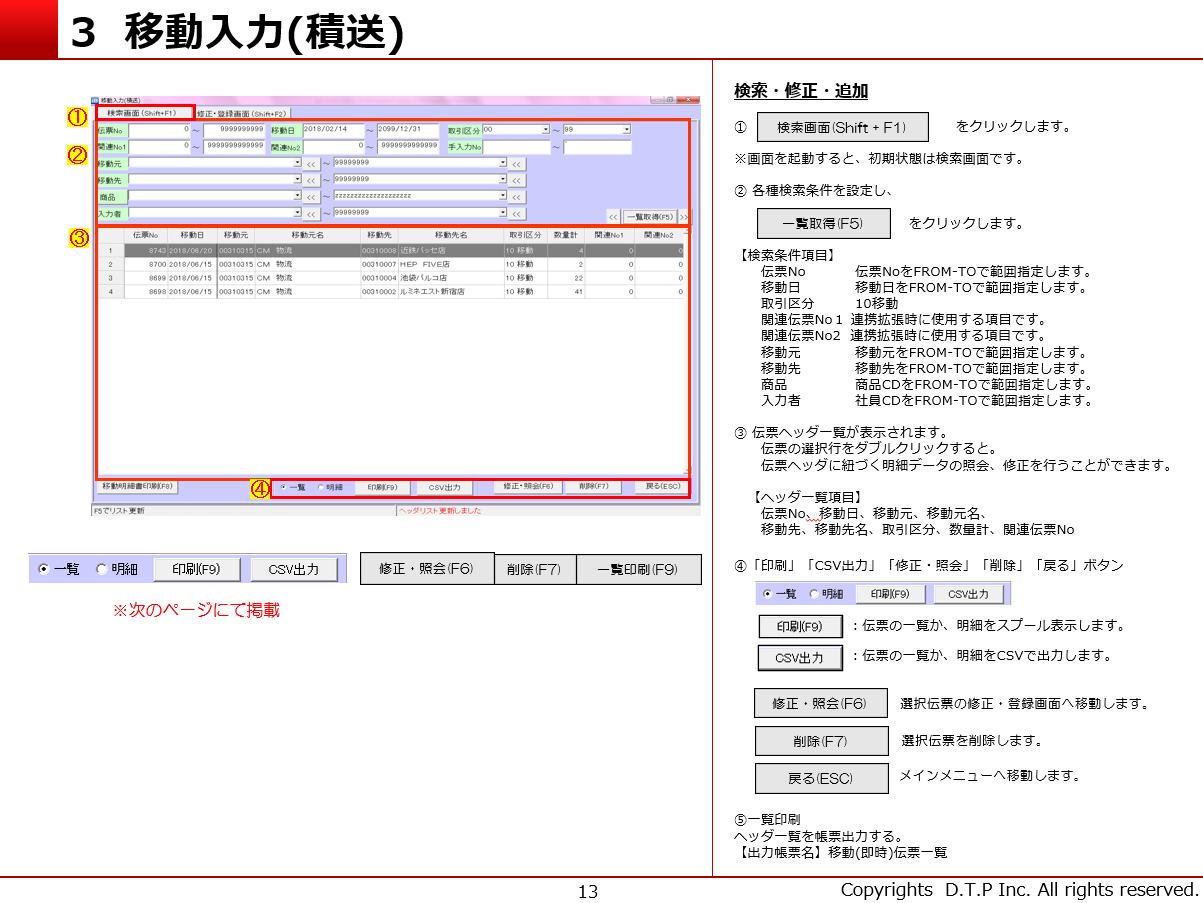 3 移動入力(積送)
移動入力(積送)
検索画面(Shift+F1) 修正・登録画面(Shift+F2)
①
伝票No 0 ～ 9999999999 移動日 2018/02/14 ～ 2099/12/31 取引区分 00 ～ 99
関連No1 0 ～ 9999999999999 関連No2 0 ～ 9999999999999 手入力No ～
②
移動元 << ～ 99999999 <<
移動先 << ～ 99999999 <<
商品 << ～ zzzzzzzzzzzzzzzzzzzz <<
入力者 << ～ 99999999 <<
<< 一覧取得(F5) >>
③
伝票No 移動日 移動元 移動元名 移動先 移動先名 取引区分 数量計 関連No1 関連No2
1 8743 2018/06/20 00310315 CM 物流 00310008 近鉄パッセ店 10 移動 4 0 0
2 8700 2018/06/15 00310315 CM 物流 00310007 HEP FIVE店 10 移動 2 0 0
3 8699 2018/06/15 00310315 CM 物流 00310004 池袋パルコ店 10 移動 22 0 0
4 8698 2018/06/15 00310315 CM 物流 00310002 ルミネエスト新宿店 10 移動 41 0 0
移動明細書印刷(F8) ④ 一覧 明細 印刷(F9) CSV出力 修正・照会(F6) 削除(F7) 戻る(ESC)
F5でリスト更新 ヘッダリスト更新しました
一覧 明細 印刷(F9) CSV出力 修正・照会(F6) 削除(F7) 一覧印刷(F9)
※次のページにて掲載
検索・修正・追加
① 検索画面(Shift + F1) をクリックします。
※画面を起動すると、初期状態は検索画面です。
② 各種検索条件を設定し、
一覧取得(F5) をクリックします。
【検索条件項目】
伝票No 伝票NoをFROM-TOで範囲指定します。
移動日 移動日をFROM-TOで範囲指定します。
取引区分 10移動
関連伝票No１ 連携拡張時に使用する項目です。
関連伝票No2 連携拡張時に使用する項目です。
移動元 移動元をFROM-TOで範囲指定します。
移動先 移動先をFROM-TOで範囲指定します。
商品 商品CDをFROM-TOで範囲指定します。
入力者 社員CDをFROM-TOで範囲指定します。
③ 伝票ヘッダ一覧が表示されます。
伝票の選択行をダブルクリックすると。
伝票ヘッダに紐づく明細データの照会、修正を行うことができます。
【ヘッダ一覧項目】
伝票No、移動日、移動元、移動元名、
移動先、移動先名、取引区分、数量計、関連伝票No
④「印刷」「CSV出力」「修正・照会」「削除」「戻る」ボタン
一覧 明細 印刷(F9) CSV出力
印刷(F9) ：伝票の一覧か、明細をスプール表示します。
CSV出力 ：伝票の一覧か、明細をCSVで出力します。
修正・照会(F6) 選択伝票の修正・登録画面へ移動します。
削除(F7) 選択伝票を削除します。
戻る(ESC) メインメニューへ移動します。
⑤一覧印刷
ヘッダ一覧を帳票出力する。
【出力帳票名】移動(即時)伝票一覧
13
Copyrights D.T.P Inc. All rights reserved.